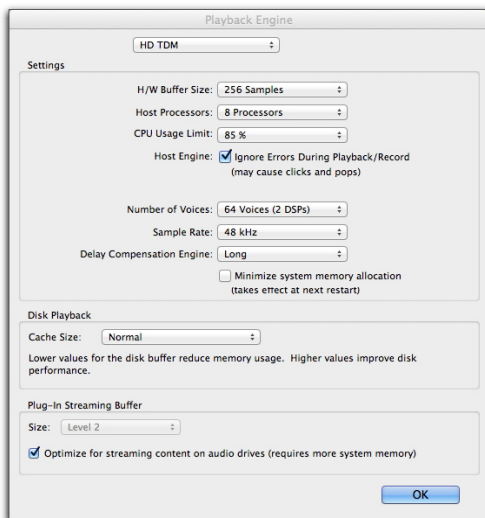 Playback Engine
HD TDM
Settings
H/W Buffer Size: 256 Samples
Host Processors: 8 Processors
CPU Usage Limit: 85 %
Host Engine: Ignore Errors During Playback/Record
(may cause clicks and pops)
Number of Voices: 64 Voices (2 DSPs)
Sample Rate: 48 kHz
Delay Compensation Engine: Long
Minimize system memory allocation
(takes effect at next restart)
Disk Playback
Cache Size: Normal
Lower values for the disk buffer reduce memory usage. Higher values improve disk
performance.
Plug-In Streaming Buffer
Size: Level 2
Optimize for streaming content on audio drives (requires more system memory)
OK